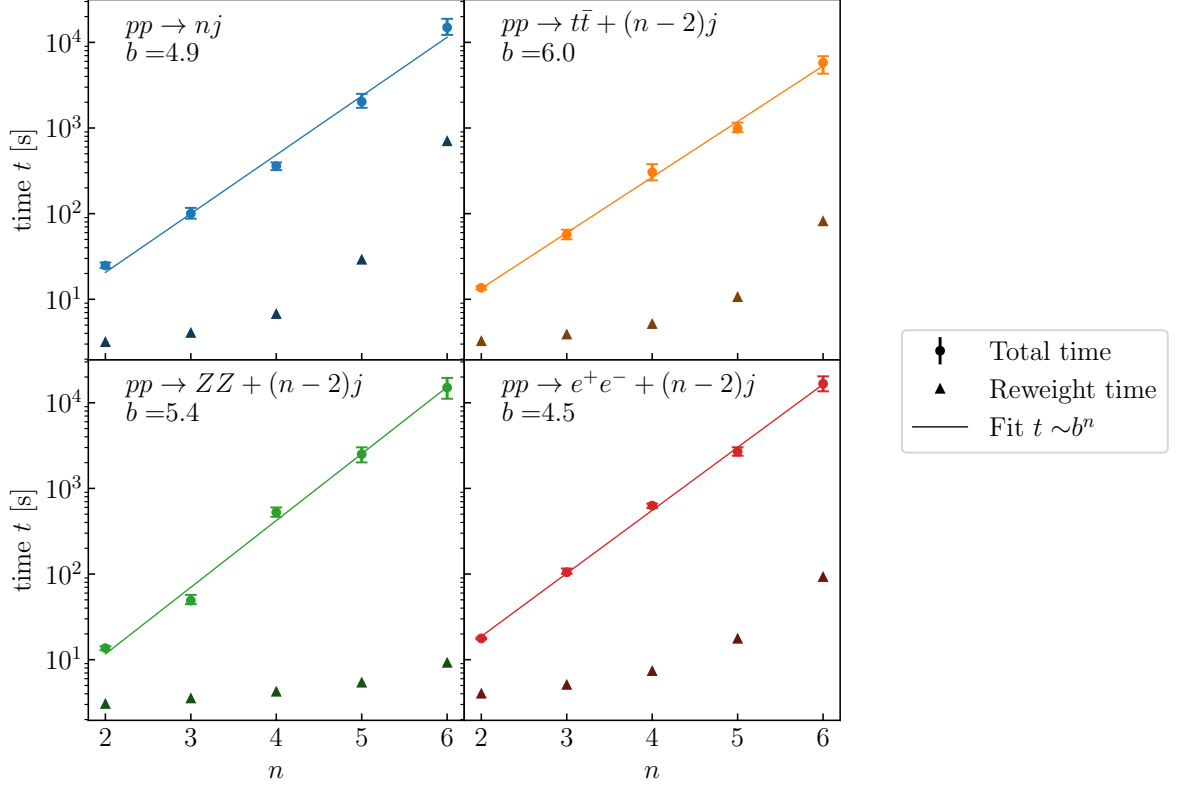 pp → nj
b =4.9
pp → tt̄ + (n − 2)j
b =6.0
10⁴
10³
10²
10¹
time t [s]
pp → ZZ + (n − 2)j
b =5.4
pp → e⁺e⁻ + (n − 2)j
b =4.5
10⁴
10³
10²
10¹
time t [s]
2 3 4 5 6
n
2 3 4 5 6
n
Total time
Reweight time
Fit t ∼bⁿ